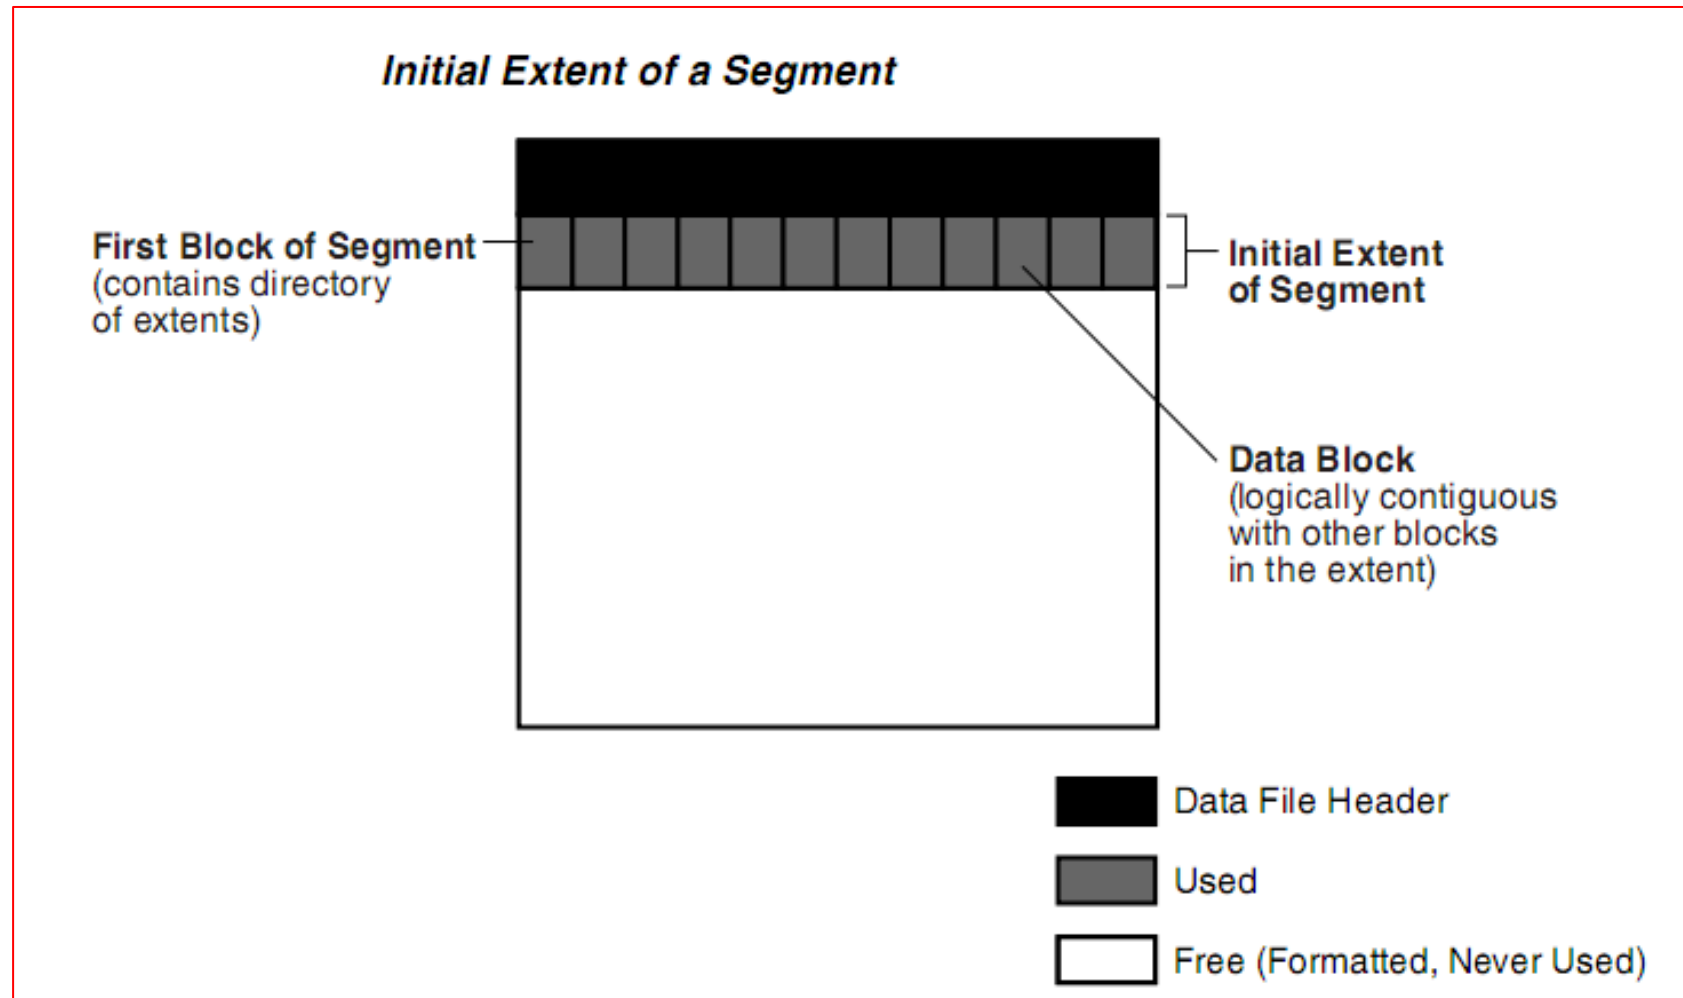 Initial Extent of a Segment
First Block of Segment
(contains directory
of extents)
Initial Extent
of Segment
Data Block
(logically contiguous
with other blocks
in the extent)
Data File Header
Used
Free (Formatted, Never Used)